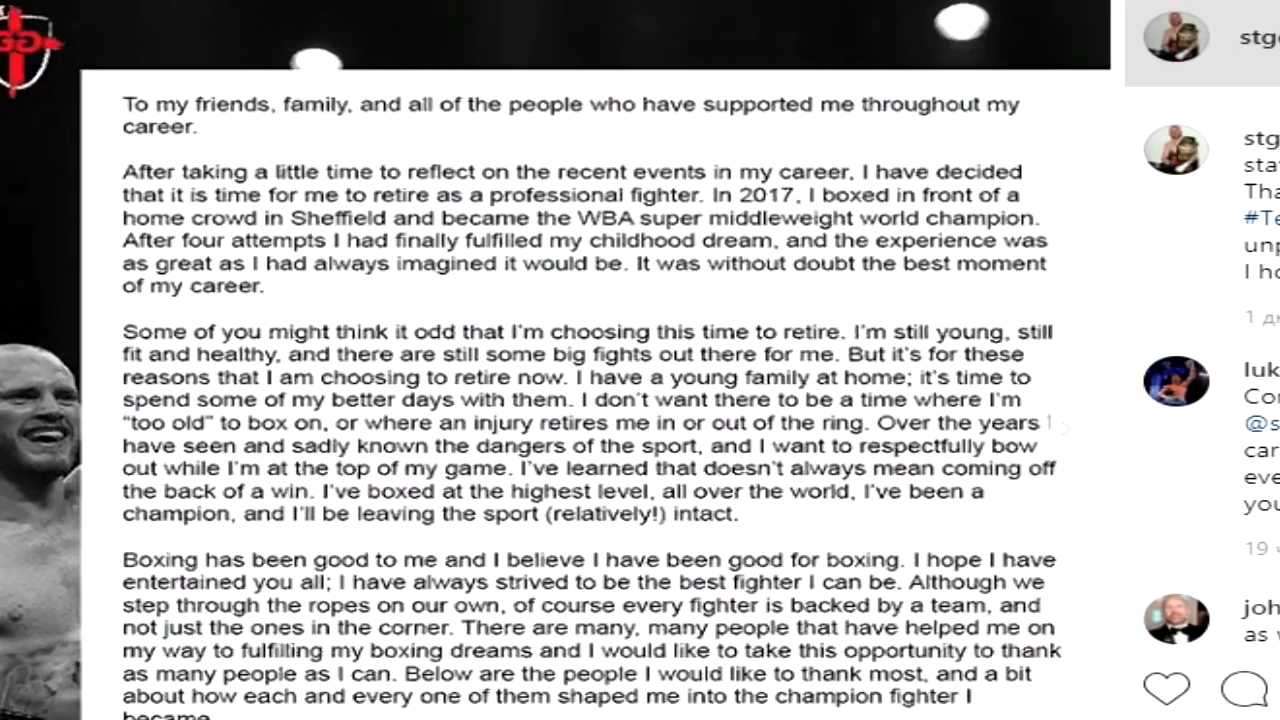 GG
To my friends, family, and all of the people who have supported me throughout my
career.
After taking a little time to reflect on the recent events in my career, I have decided
that it is time for me to retire as a professional fighter. In 2017, I boxed in front of a
home crowd in Sheffield and became the WBA super middleweight world champion.
After four attempts I had finally fulfilled my childhood dream, and the experience was
as great as I had always imagined it would be. It was without doubt the best moment
of my career.
Some of you might think it odd that I'm choosing this time to retire. I'm still young, still
fit and healthy, and there are still some big fights out there for me. But it's for these
reasons that I am choosing to retire now. I have a young family at home; it's time to
spend some of my better days with them. I don't want there to be a time where I'm
"too old" to box on, or where an injury retires me in or out of the ring. Over the years I
have seen and sadly known the dangers of the sport, and I want to respectfully bow
out while I'm at the top of my game. I've learned that doesn't always mean coming off
the back of a win. I've boxed at the highest level, all over the world, I've been a
champion, and I'll be leaving the sport (relatively!) intact.
Boxing has been good to me and I believe I have been good for boxing. I hope I have
entertained you all; I have always strived to be the best fighter I can be. Although we
step through the ropes on our own, of course every fighter is backed by a team, and
not just the ones in the corner. There are many, many people that have helped me on
my way to fulfilling my boxing dreams and I would like to take this opportunity to thank
as many people as I can. Below are the people I would like to thank most, and a bit
about how each and every one of them shaped me into the champion fighter I
became.
stg
stg
sta
Tha
#Te
unp
I ho
1 д
luk
Cor
@s
car
eve
you
19 ч
joh
as w